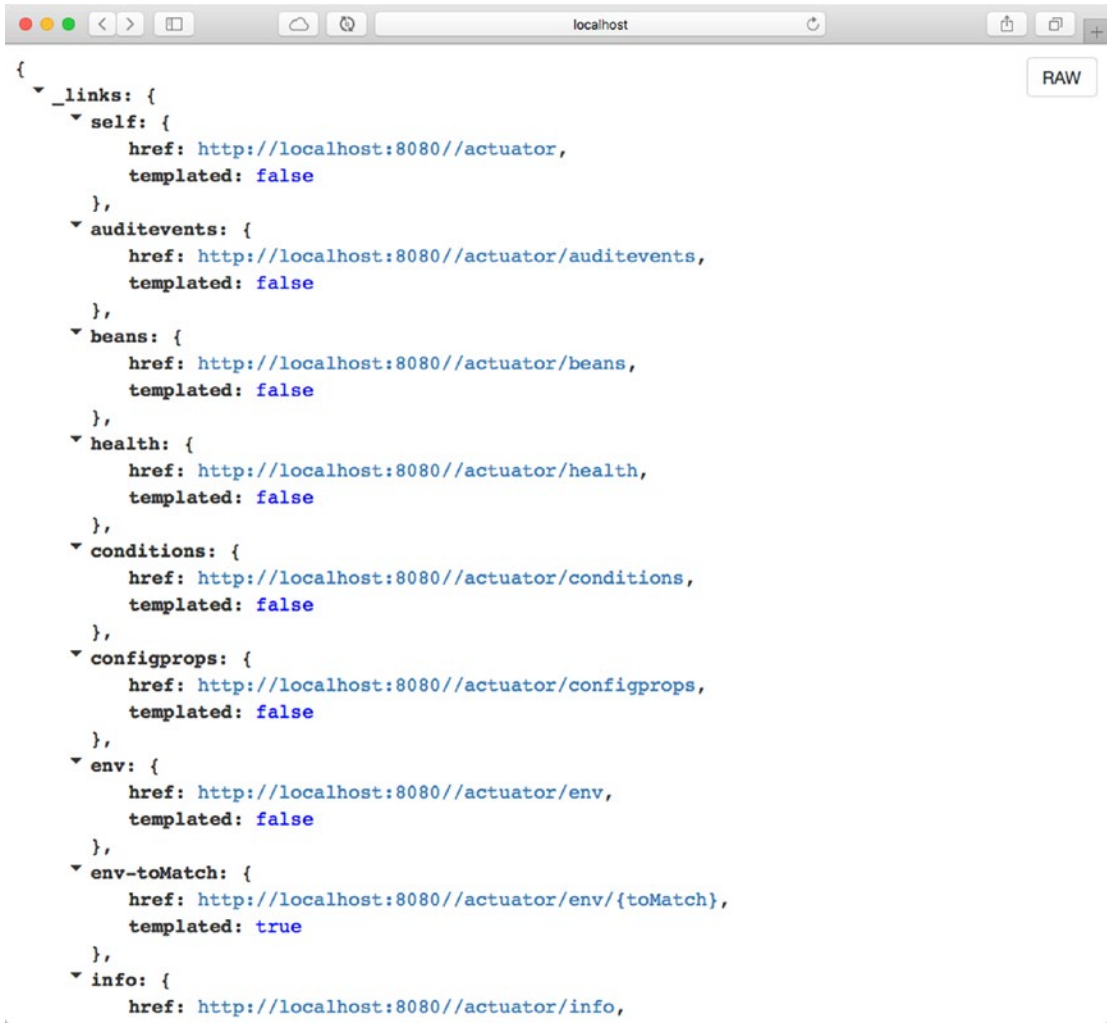 localhost
RAW
{
_links: {
self: {
href: http://localhost:8080//actuator,
templated: false
},
auditevents: {
href: http://localhost:8080//actuator/auditevents,
templated: false
},
beans: {
href: http://localhost:8080//actuator/beans,
templated: false
},
health: {
href: http://localhost:8080//actuator/health,
templated: false
},
conditions: {
href: http://localhost:8080//actuator/conditions,
templated: false
},
configprops: {
href: http://localhost:8080//actuator/configprops,
templated: false
},
env: {
href: http://localhost:8080//actuator/env,
templated: false
},
env-toMatch: {
href: http://localhost:8080//actuator/env/{toMatch},
templated: true
},
info: {
href: http://localhost:8080//actuator/info,